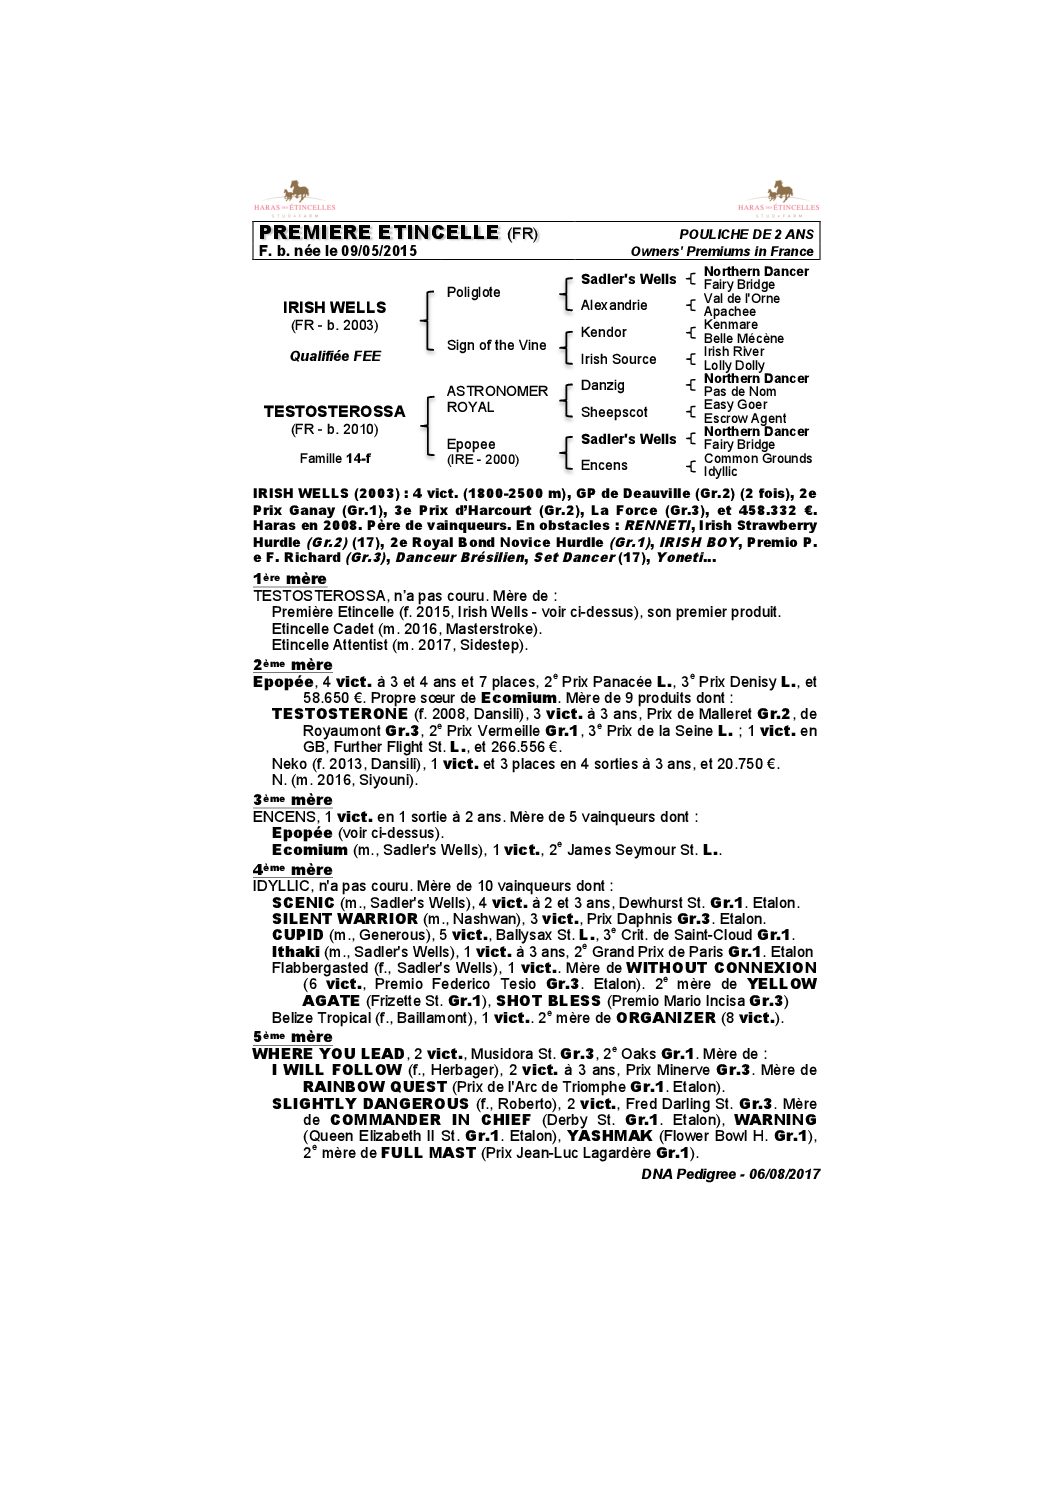 HARAS DES ÉTINCELLES
STUD FARM
HARAS DES ÉTINCELLES
STUD FARM
PREMIERE ETINCELLE (FR) POULICHE DE 2 ANS
F. b. née le 09/05/2015 Owners' Premiums in France
IRISH WELLS
(FR - b. 2003)
Qualifiée FEE
TESTOSTEROSSA
(FR - b. 2010)
Famille 14-f
Poliglote
Sign of the Vine
ASTRONOMER
ROYAL
Epopee
(IRE - 2000)
Sadler's Wells
Alexandrie
Kendor
Irish Source
Danzig
Sheepscot
Sadler's Wells
Encens
Northern Dancer
Fairy Bridge
Val de l'Orne
Apachee
Kenmare
Belle Mécène
Irish River
Lolly Dolly
Northern Dancer
Pas de Nom
Easy Goer
Escrow Agent
Northern Dancer
Fairy Bridge
Common Grounds
Idyllic
IRISH WELLS (2003) : 4 vict. (1800-2500 m), GP de Deauville (Gr.2) (2 fois), 2e
Prix Ganay (Gr.1), 3e Prix d'Harcourt (Gr.2), La Force (Gr.3), et 458.332 €.
Haras en 2008. Père de vainqueurs. En obstacles : RENNETI, Irish Strawberry
Hurdle (Gr.2) (17), 2e Royal Bond Novice Hurdle (Gr.1), IRISH BOY, Premio P.
e F. Richard (Gr.3), Danceur Brésilien, Set Dancer (17), Yoneti...
1ère mère
TESTOSTEROSSA, n'a pas couru. Mère de :
Première Etincelle (f. 2015, Irish Wells - voir ci-dessus), son premier produit.
Etincelle Cadet (m. 2016, Masterstroke).
Etincelle Attentist (m. 2017, Sidestep).
2ème mère
Epopée, 4 vict. à 3 et 4 ans et 7 places, 2e Prix Panacée L., 3e Prix Denisy L., et
58.650 €. Propre sœur de Ecomium. Mère de 9 produits dont :
TESTOSTERONE (f. 2008, Dansili), 3 vict. à 3 ans, Prix de Malleret Gr.2, de
Royaumont Gr.3, 2e Prix Vermeille Gr.1, 3e Prix de la Seine L. ; 1 vict. en
GB, Further Flight St. L., et 266.556 €.
Neko (f. 2013, Dansili), 1 vict. et 3 places en 4 sorties à 3 ans, et 20.750 €.
N. (m. 2016, Siyouni).
3ème mère
ENCENS, 1 vict. en 1 sortie à 2 ans. Mère de 5 vainqueurs dont :
Epopée (voir ci-dessus).
Ecomium (m., Sadler's Wells), 1 vict., 2e James Seymour St. L..
4ème mère
IDYLLIC, n'a pas couru. Mère de 10 vainqueurs dont :
SCENIC (m., Sadler's Wells), 4 vict. à 2 et 3 ans, Dewhurst St. Gr.1. Etalon.
SILENT WARRIOR (m., Nashwan), 3 vict., Prix Daphnis Gr.3. Etalon.
CUPID (m., Generous), 5 vict., Ballysax St. L., 3e Crit. de Saint-Cloud Gr.1.
Ithaki (m., Sadler's Wells), 1 vict. à 3 ans, 2e Grand Prix de Paris Gr.1. Etalon
Flabbergasted (f., Sadler's Wells), 1 vict.. Mère de WITHOUT CONNEXION
(6 vict., Premio Federico Tesio Gr.3. Etalon). 2e mère de YELLOW
AGATE (Frizette St. Gr.1), SHOT BLESS (Premio Mario Incisa Gr.3)
Belize Tropical (f., Baillamont), 1 vict.. 2e mère de ORGANIZER (8 vict.).
5ème mère
WHERE YOU LEAD, 2 vict., Musidora St. Gr.3, 2e Oaks Gr.1. Mère de :
I WILL FOLLOW (f., Herbager), 2 vict. à 3 ans, Prix Minerve Gr.3. Mère de
RAINBOW QUEST (Prix de l'Arc de Triomphe Gr.1. Etalon).
SLIGHTLY DANGEROUS (f., Roberto), 2 vict., Fred Darling St. Gr.3. Mère
de COMMANDER IN CHIEF (Derby St. Gr.1. Etalon), WARNING
(Queen Elizabeth II St. Gr.1. Etalon), YASHMAK (Flower Bowl H. Gr.1),
2e mère de FULL MAST (Prix Jean-Luc Lagardère Gr.1).
DNA Pedigree - 06/08/2017